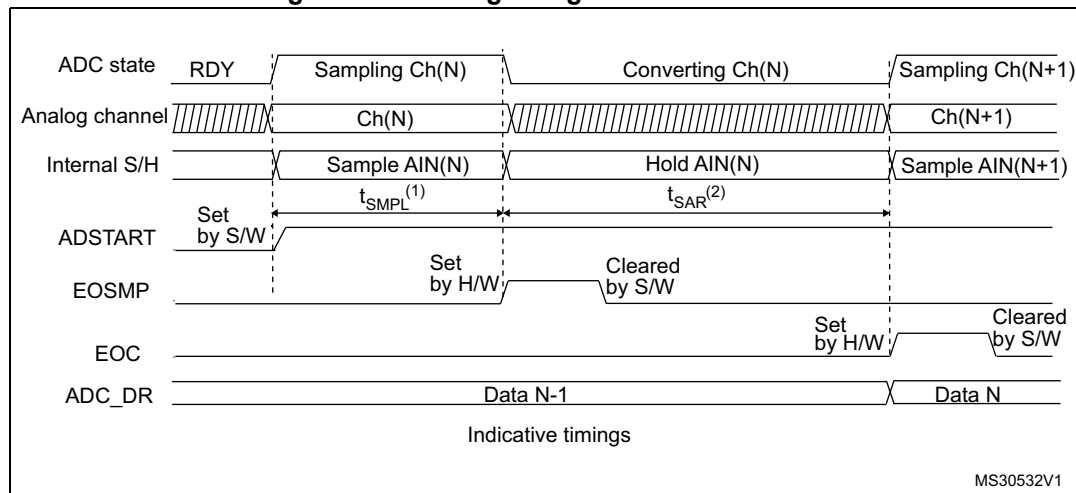 ADC state RDY Sampling Ch(N) Converting Ch(N) Sampling Ch(N+1)
Analog channel Ch(N) Ch(N+1)
Internal S/H Sample AIN(N) Hold AIN(N) Sample AIN(N+1)
tSMPL(1) tSAR(2)
Set
by S/W
ADSTART
Set
by H/W
Cleared
by S/W
EOSMP
Set
by H/W
Cleared
by S/W
EOC
ADC_DR Data N-1 Data N
Indicative timings
MS30532V1